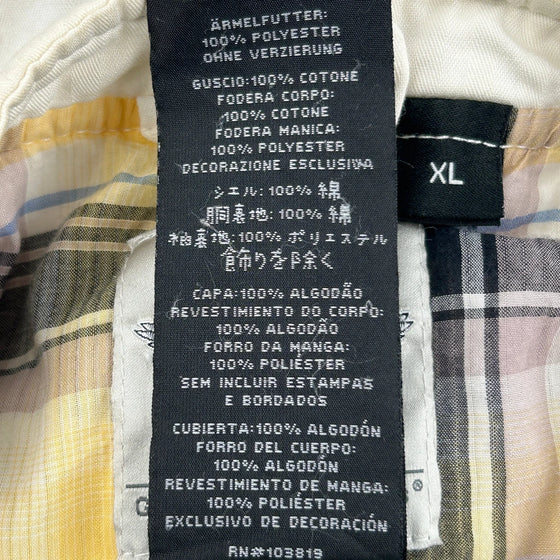 ÄRMELFUTTER:
100% POLYESTER
OHNE VERZIERUNG
GUSCIO:100% COTONE
FODERA CORPO:
100% COTONE
FODERA MANICA:
100% POLYESTER
DECORAZIONE ESCLUSIVA
シエル: 100% 綿
胴裏地: 100% 綿
袖裏地: 100% ポリエステル
飾りを除く
CAPA: 100% ALGODÃO
REVESTIMENTO DO CORPO:
100% ALGODÃO
FORRO DA MANGA:
100% POLIÉSTER
SEM INCLUIR ESTAMPAS
E BORDADOS
CUBIERTA: 100% ALGODÓN
FORRO DEL CUERPO:
100% ALGODÓN
REVESTIMIENTO DE MANGA:
100% POLIÉSTER
EXCLUSIVO DE DECORACIÓN
RN#103819
XL
G
®